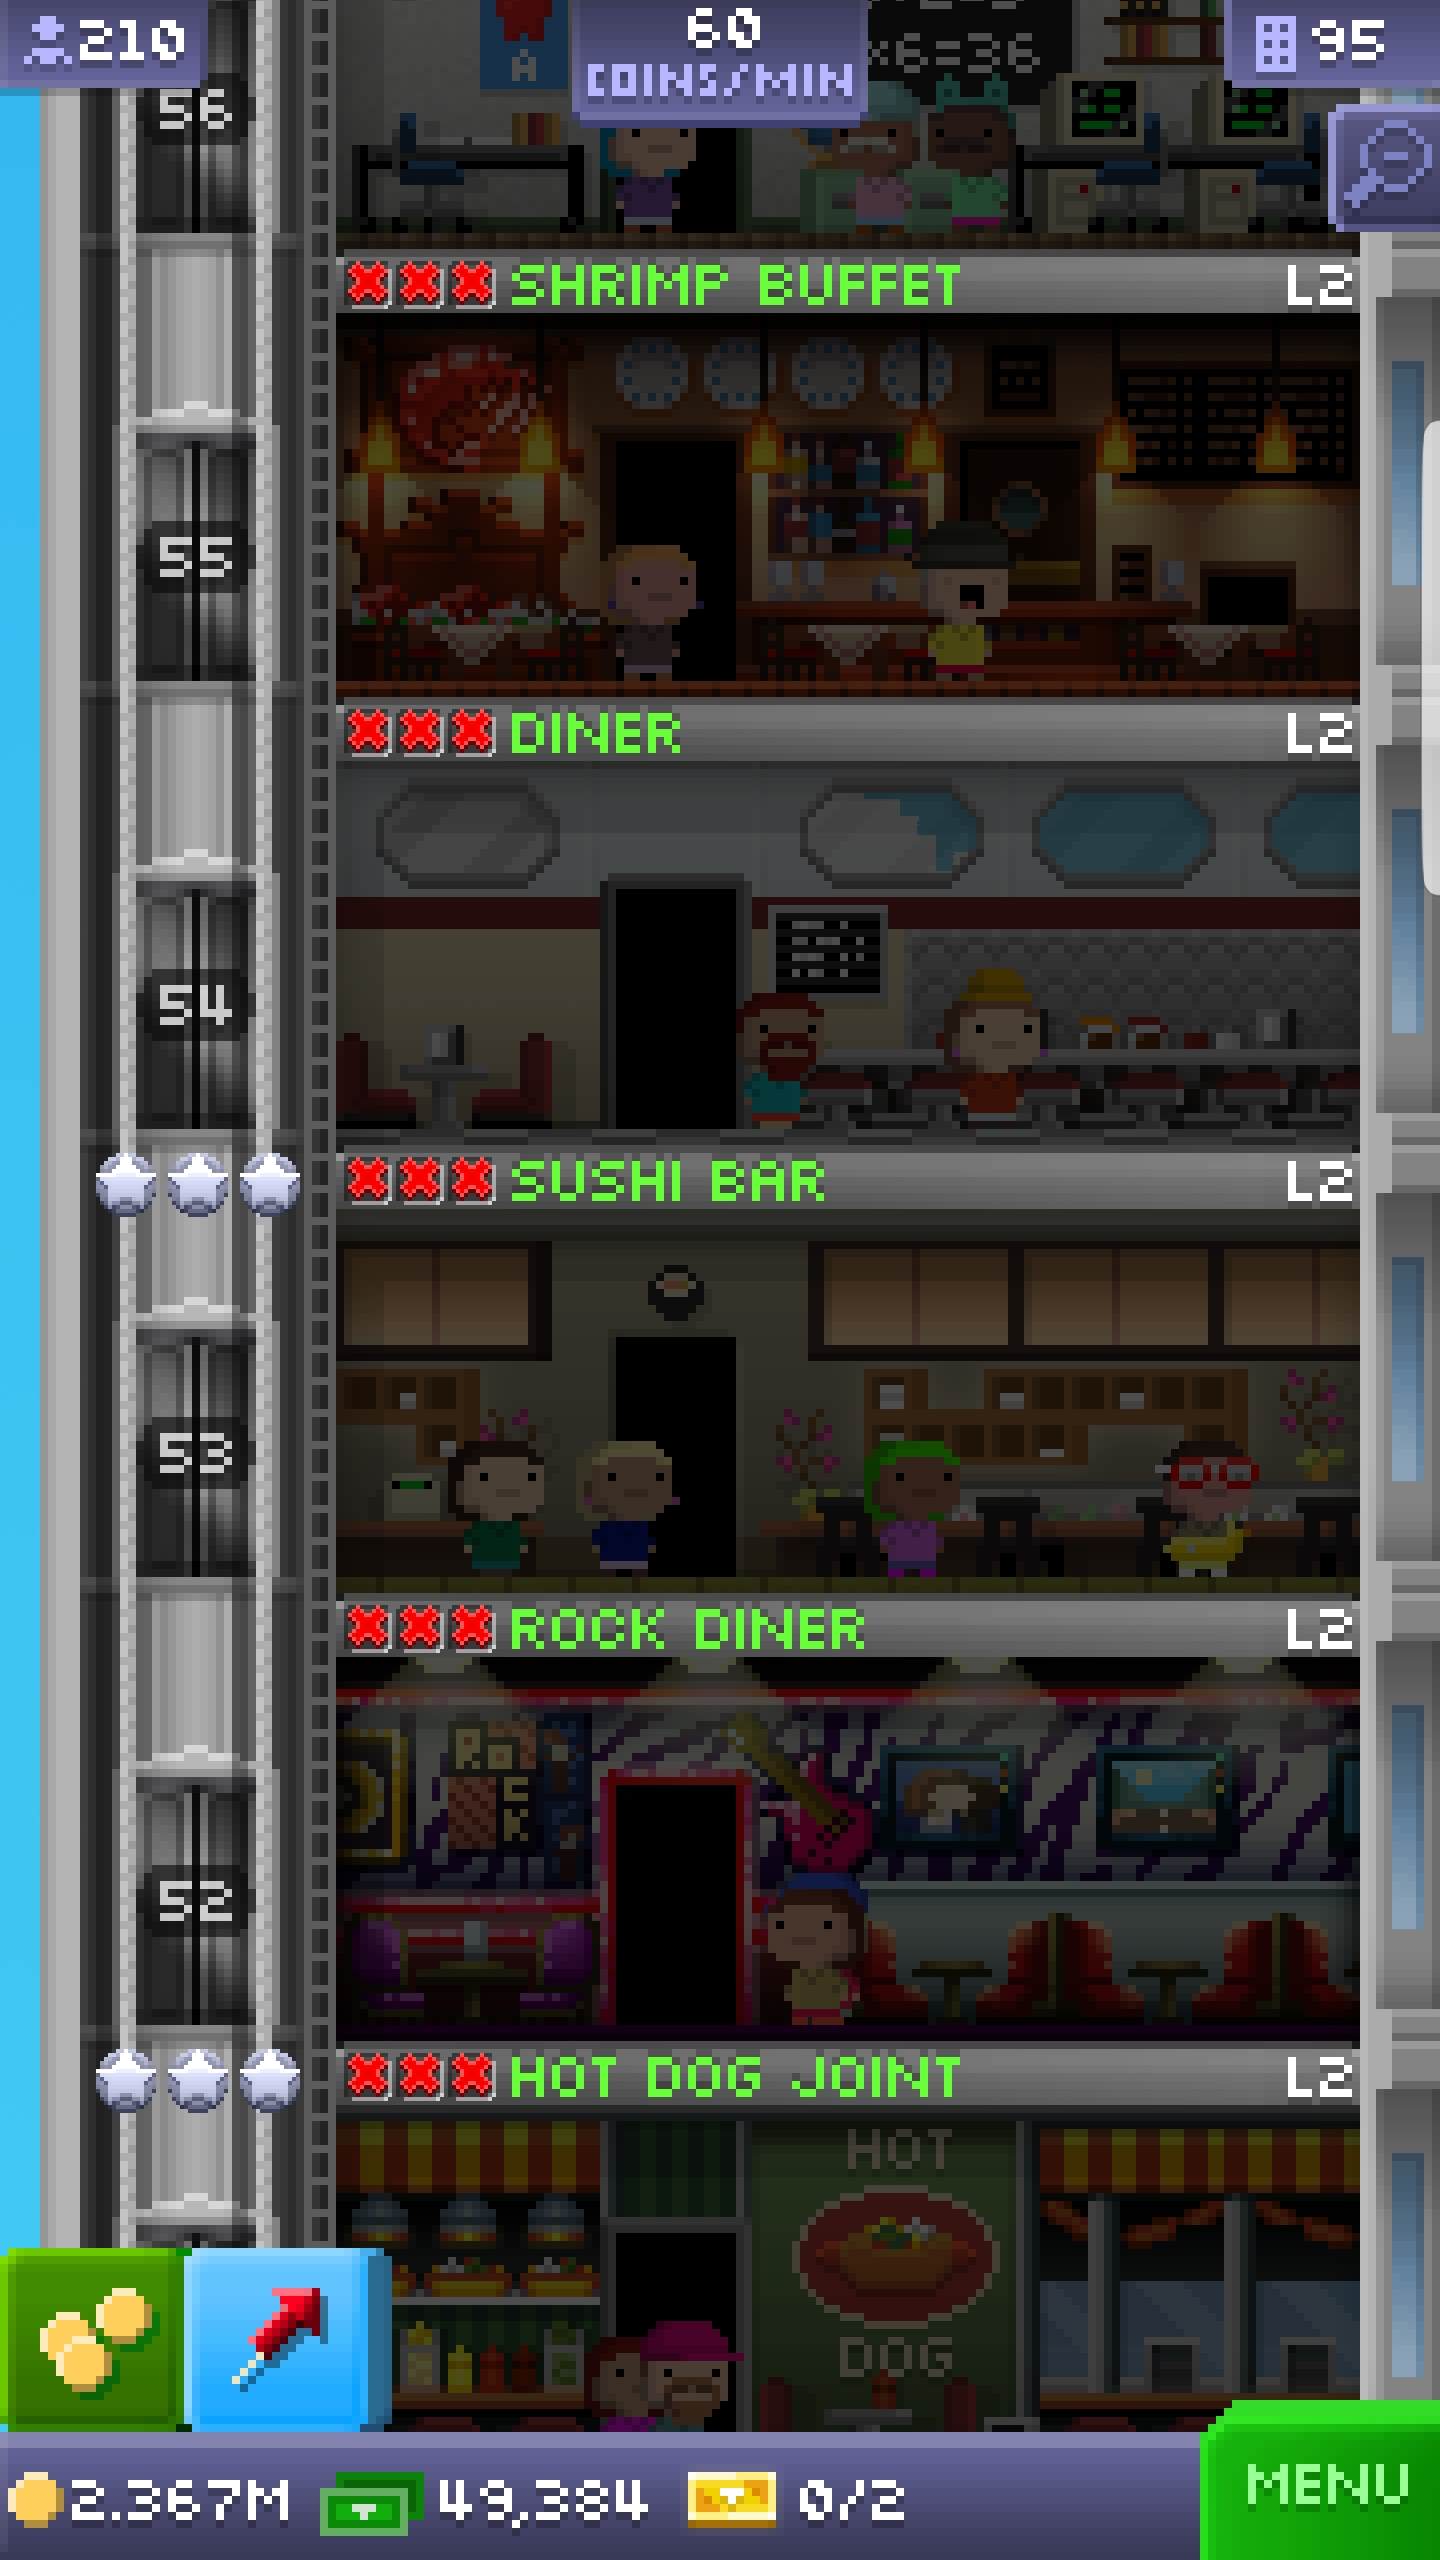 210
60
COINS/MIN
95
A
x6=36
56
SHRIMP BUFFET L2
55
DINER L2
54
SUSHI BAR L2
53
ROCK DINER L2
ROCK
52
HOT DOG JOINT L2
HOT
DOG
2.367M 49,384 0/2
MENU